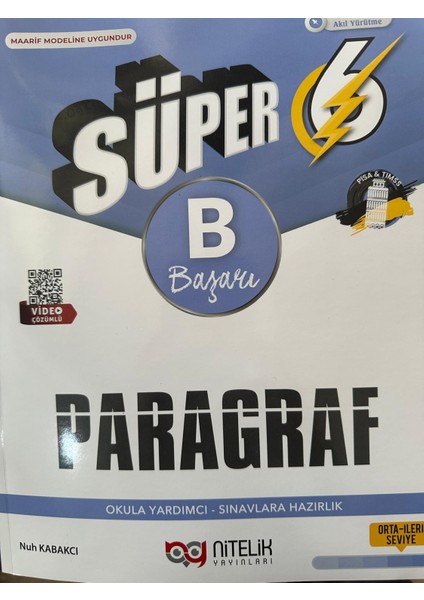 MAARİF MODELİNE UYGUNDUR
Akıl Yürütme
SÜPER 6
PISA & TIMSS
B
Başarı
VİDEO
ÇÖZÜMLÜ
PARAGRAF
OKULA YARDIMCI - SINAVLARA HAZIRLIK
Nuh KABAKCI
NİTELİK
YAYINLARI
ORTA-İLERİ
SEVİYE